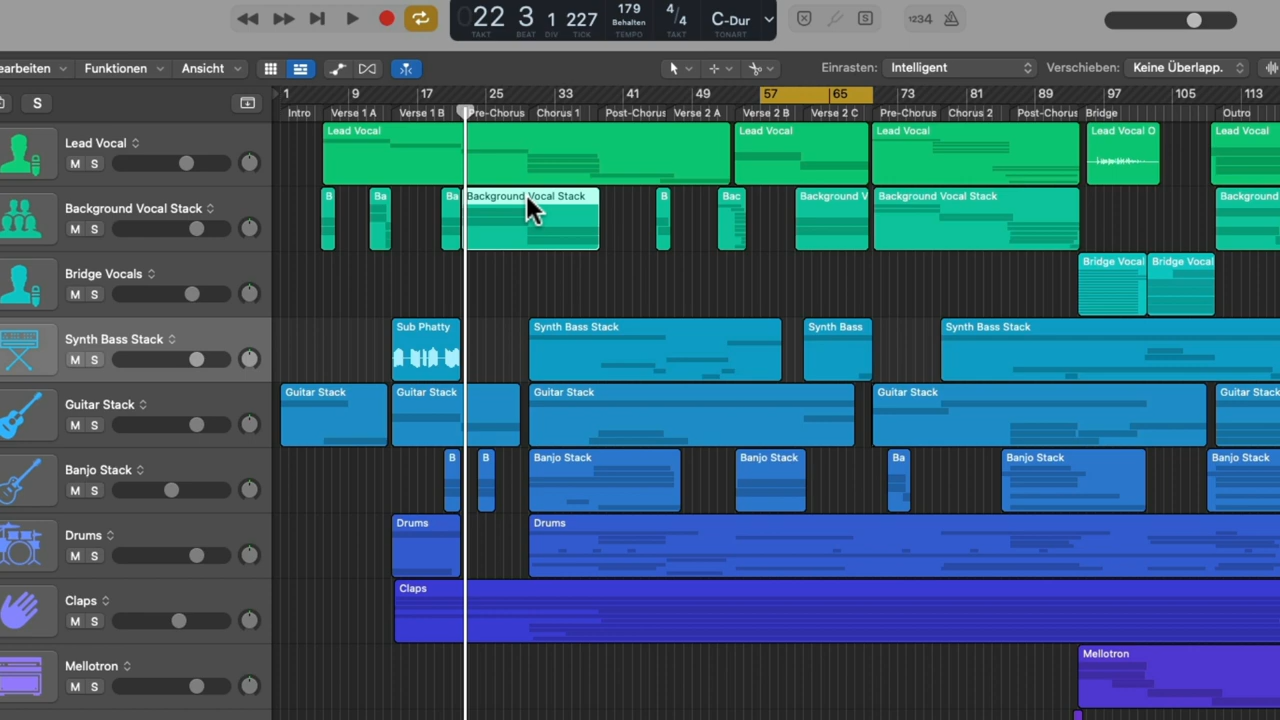 22 3 1 227 179 4/4 C-Dur 1234
Behalten
TAKT BEAT DIV TICK TEMPO TAKT TONART
S
earbeiten Funktionen Ansicht Einrasten: Intelligent Verschieben: Keine Überlapp.
S
1 9 17 25 33 41 49 57 65 73 81 89 97 105 113
Intro Verse 1 A Verse 1 B Pre-Chorus Chorus 1 Post-Chorus Verse 2 A Verse 2 B Verse 2 C Pre-Chorus Chorus 2 Post-Chorus Bridge Outro
Lead Vocal
M S
Lead Vocal Lead Vocal Lead Vocal Lead Vocal O Lead Vocal
Background Vocal Stack
M S
B Ba Ba Background Vocal Stack B Bac Background V Background Vocal Stack Background
Bridge Vocals
M S
Bridge Vocal Bridge Vocal
Synth Bass Stack
M S
Sub Phatty Synth Bass Stack Synth Bass Synth Bass Stack
Guitar Stack
M S
Guitar Stack Guitar Stack Guitar Stack Guitar Stack Guitar Stack
Banjo Stack
M S
B B Banjo Stack Banjo Stack Ba Banjo Stack Banjo Stack
Drums
M S
Drums Drums
Claps
M S
Claps
Mellotron
M S
Mellotron